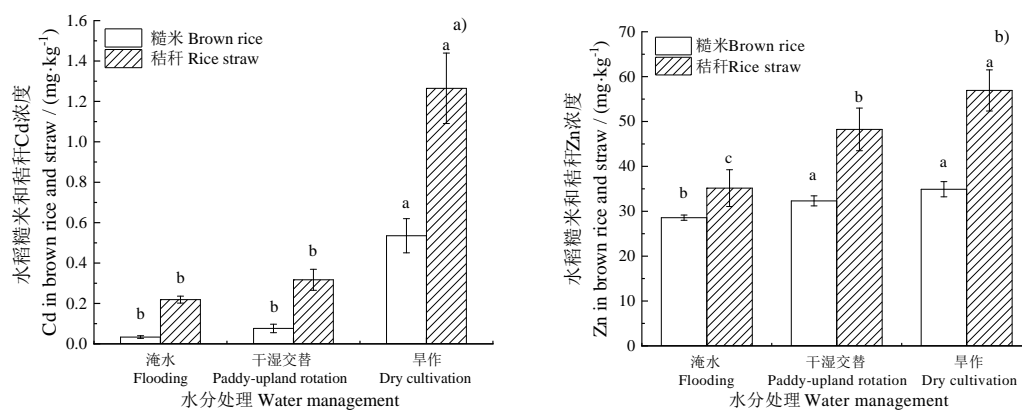 水稻糙米和秸秆Cd浓度
Cd in brown rice and straw / (mg·kg⁻¹)
1.6
1.4
1.2
1.0
0.8
0.6
0.4
0.2
0.0
a)
糙米 Brown rice
秸秆 Rice straw
b
b
b
b
a
a
淹水
Flooding
干湿交替
Paddy-upland rotation
旱作
Dry cultivation
水分处理 Water management
水稻糙米和秸秆Zn浓度
Zn in brown rice and straw / (mg·kg⁻¹)
70
60
50
40
30
20
10
0
b)
糙米Brown rice
秸秆Rice straw
b
c
a
b
a
a
淹水
Flooding
干湿交替
Paddy-upland rotation
旱作
Dry cultivation
水分处理 Water management